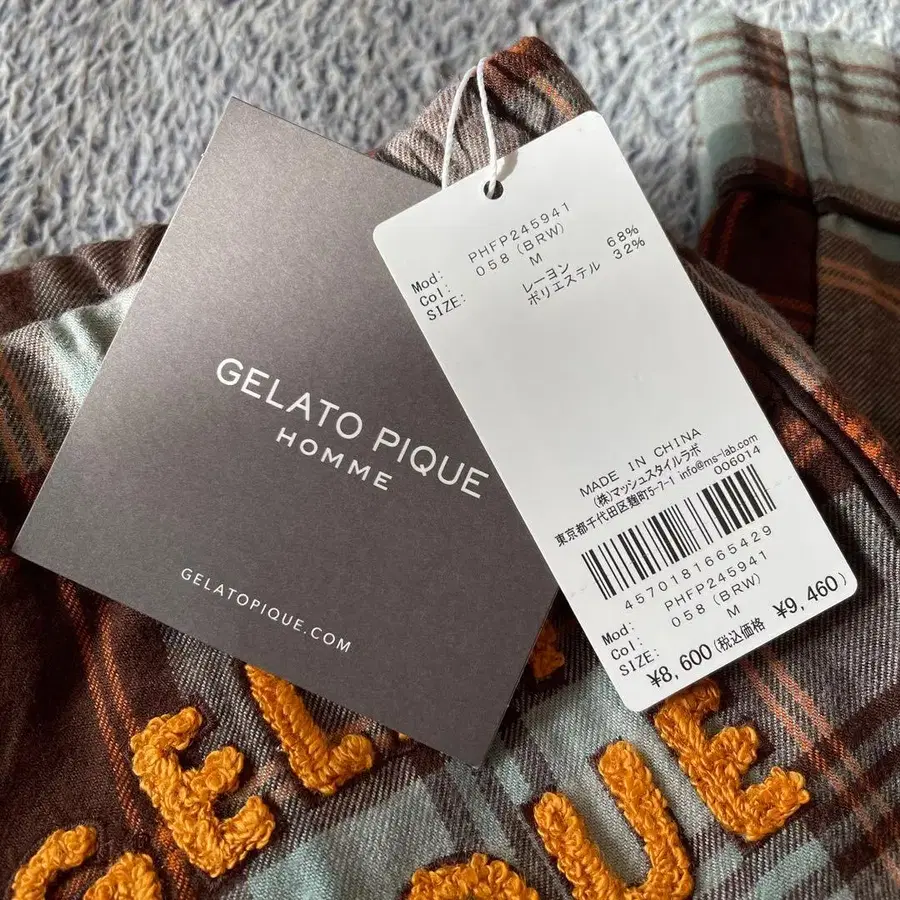 GELATO PIQUE
HOMME
GELATOPIQUE.COM
Mod: PHFP245941
Col: 058 (BRW)
SIZE: M
レーヨン 68%
ポリエステル 32%
MADE IN CHINA
(株)マッシュスタイルラボ
東京都千代田区麹町5-7-1 info@ms-lab.com
006014
4570181665429
Mod: PHFP245941
Col: 058 (BRW)
SIZE: M
¥8,600(税込価格 ¥9,460)
GEL
QUE